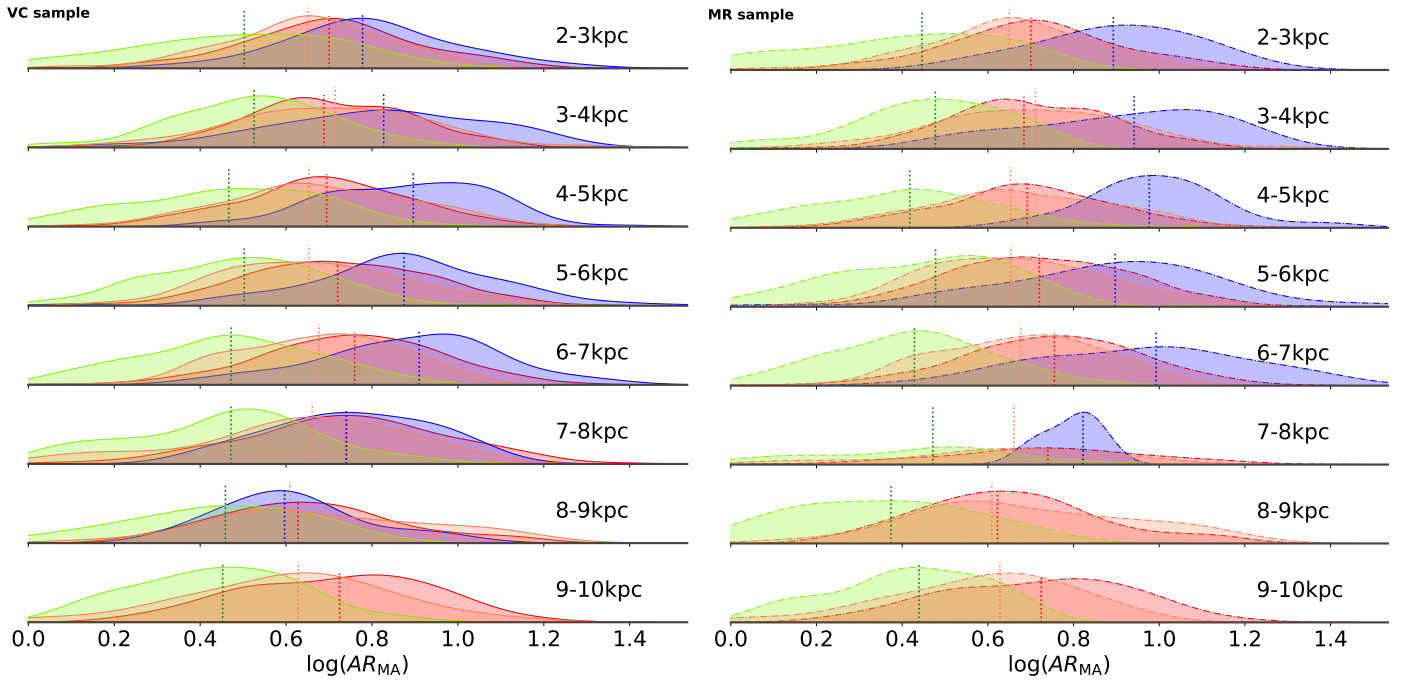 VC sample
2-3kpc
3-4kpc
4-5kpc
5-6kpc
6-7kpc
7-8kpc
8-9kpc
9-10kpc
0.0 0.2 0.4 0.6 0.8 1.0 1.2 1.4
log(AR_MA)
MR sample
2-3kpc
3-4kpc
4-5kpc
5-6kpc
6-7kpc
7-8kpc
8-9kpc
9-10kpc
0.0 0.2 0.4 0.6 0.8 1.0 1.2 1.4
log(AR_MA)